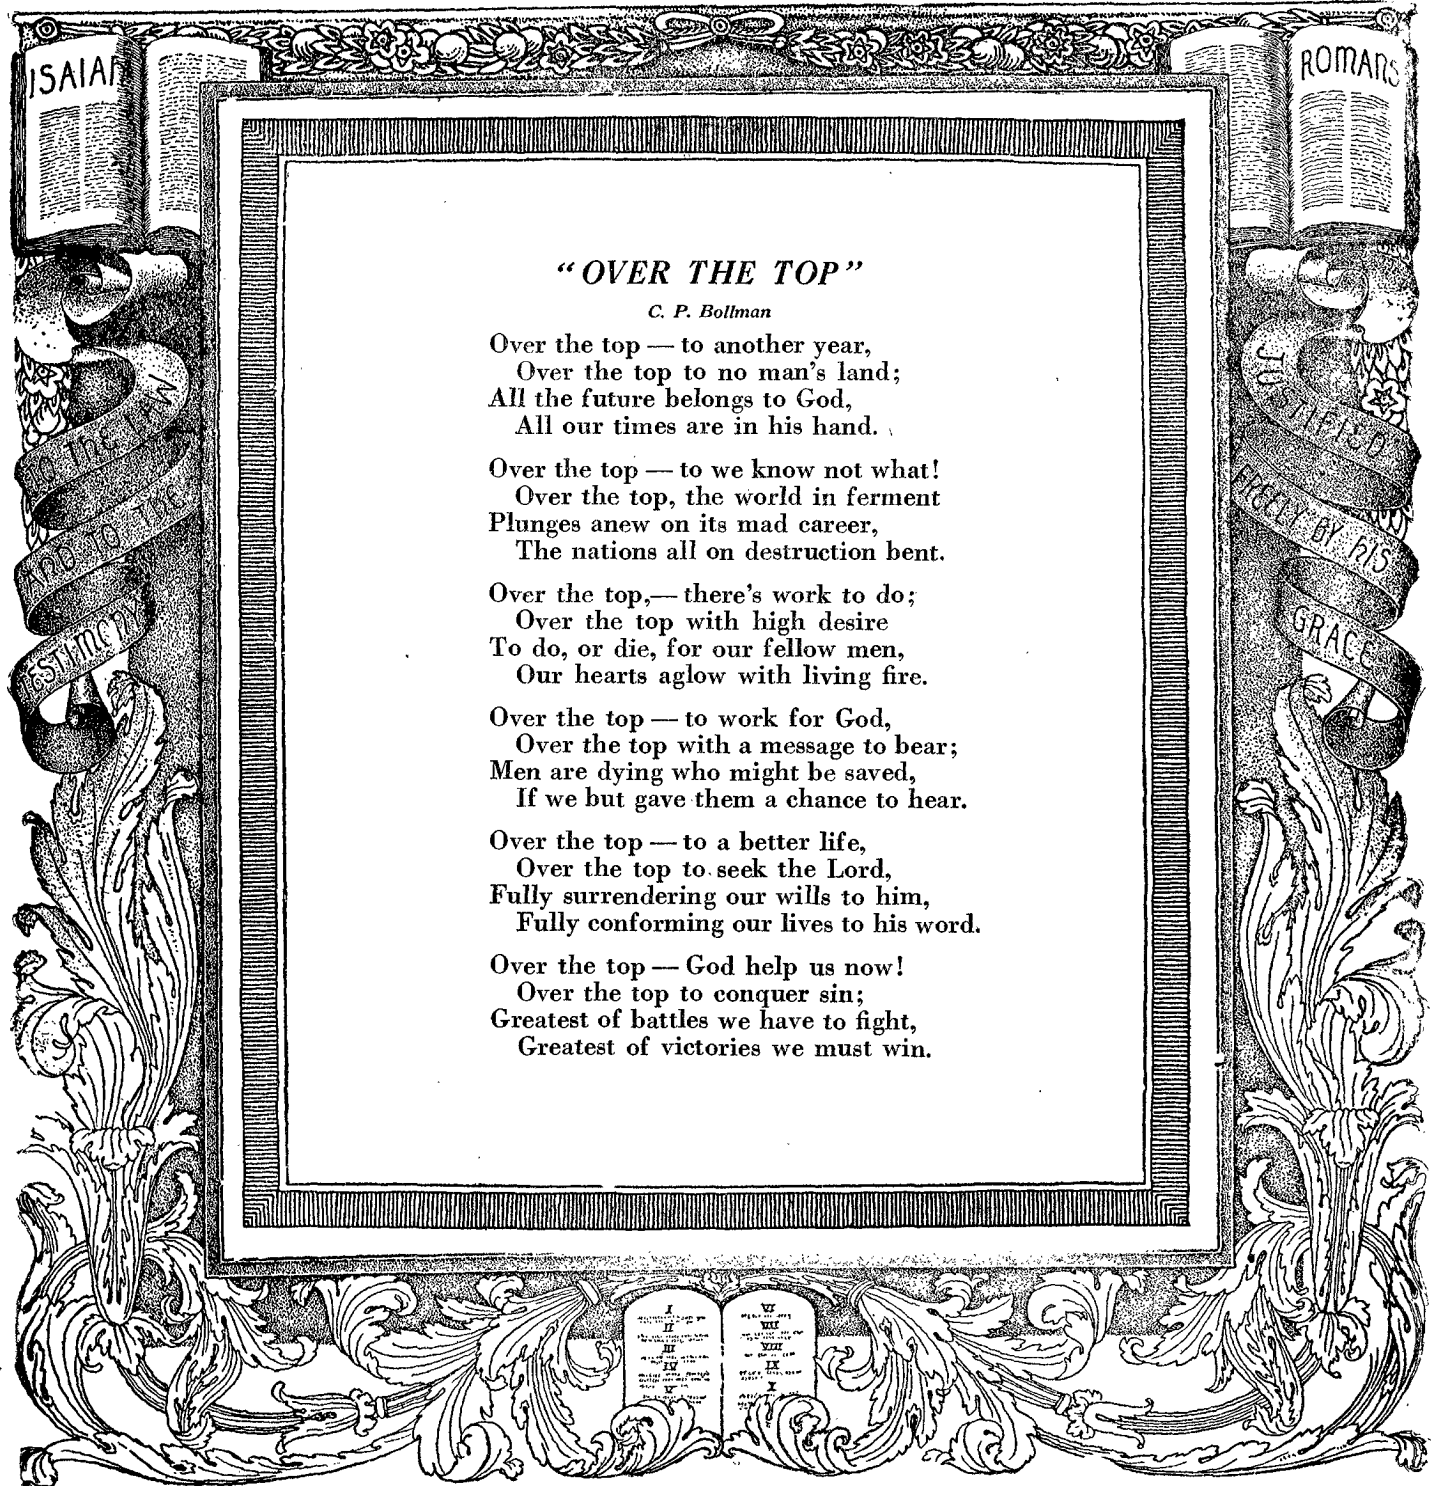 ISAIAH
ROMANS
TO THE LAW
AND TO THE
TESTIMONY
JUSTIFIED
FREELY BY HIS
GRACE
"OVER THE TOP"
C. P. Bollman
Over the top — to another year,
Over the top to no man's land;
All the future belongs to God,
All our times are in his hand.
Over the top — to we know not what!
Over the top, the world in ferment
Plunges anew on its mad career,
The nations all on destruction bent.
Over the top,— there's work to do;
Over the top with high desire
To do, or die, for our fellow men,
Our hearts aglow with living fire.
Over the top — to work for God,
Over the top with a message to bear;
Men are dying who might be saved,
If we but gave them a chance to hear.
Over the top — to a better life,
Over the top to seek the Lord,
Fully surrendering our wills to him,
Fully conforming our lives to his word.
Over the top — God help us now!
Over the top to conquer sin;
Greatest of battles we have to fight,
Greatest of victories we must win.
I
II
III
IV
V
VI
VII
VIII
IX
X